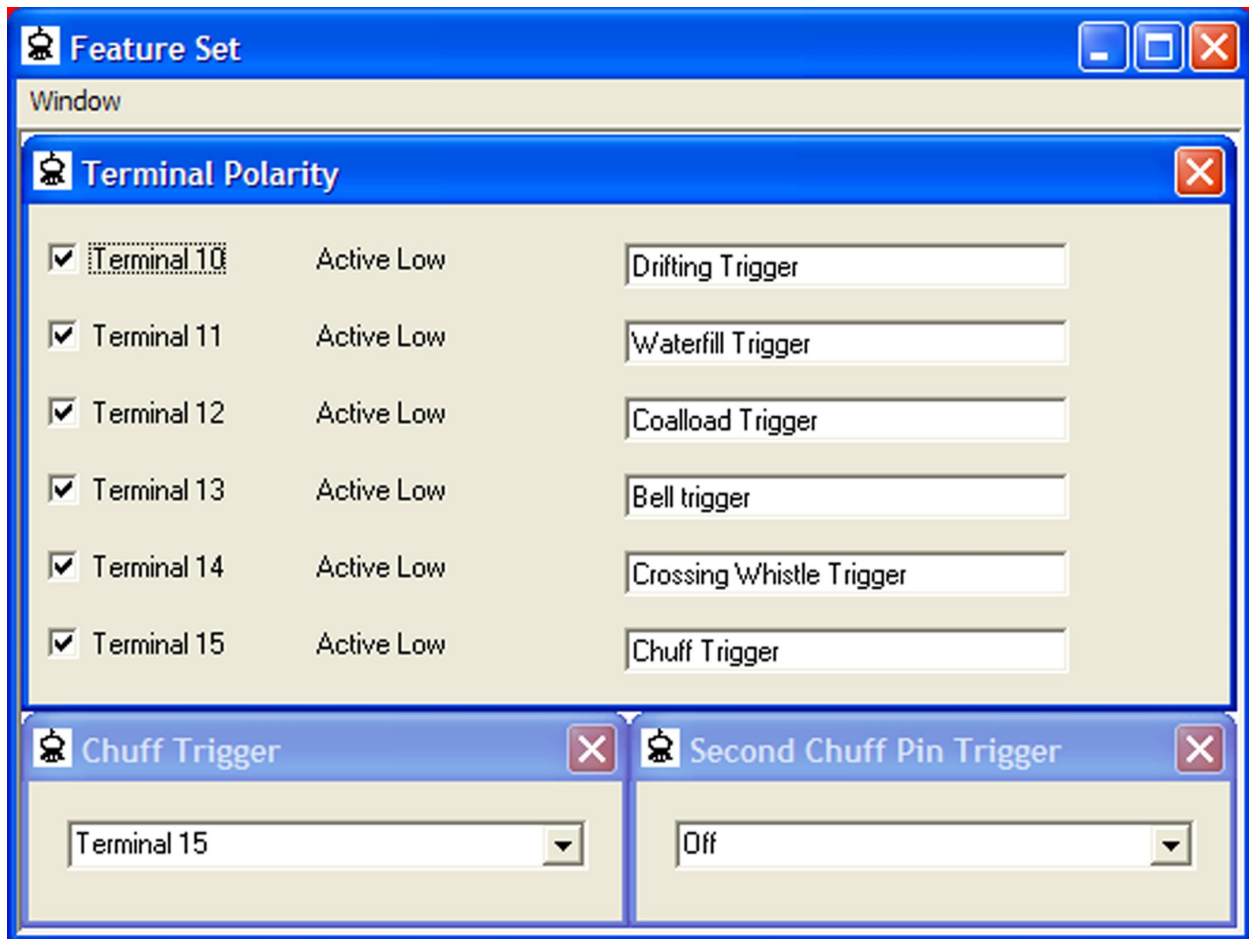 Feature Set
Window
Terminal Polarity
Terminal 10 Active Low Drifting Trigger
Terminal 11 Active Low Waterfill Trigger
Terminal 12 Active Low Coalload Trigger
Terminal 13 Active Low Bell trigger
Terminal 14 Active Low Crossing Whistle Trigger
Terminal 15 Active Low Chuff Trigger
Chuff Trigger
Terminal 15
Second Chuff Pin Trigger
Off